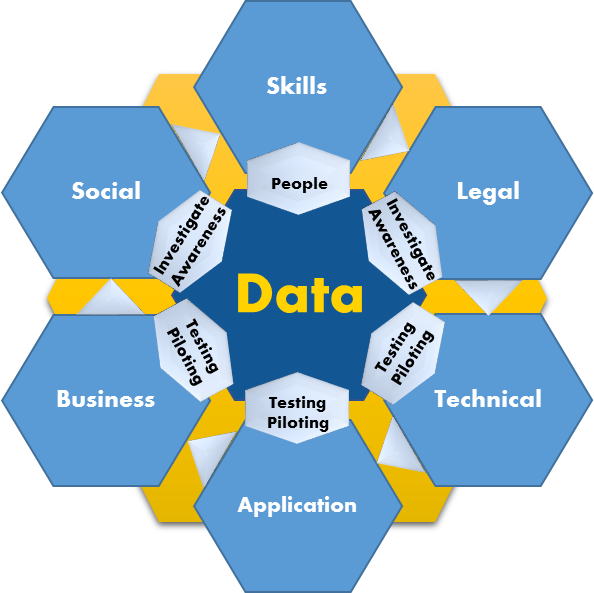 Skills
People
Social
Legal
Investigate
Awareness
Investigate
Awareness
Data
Testing
Piloting
Testing
Piloting
Business
Technical
Testing
Piloting
Application